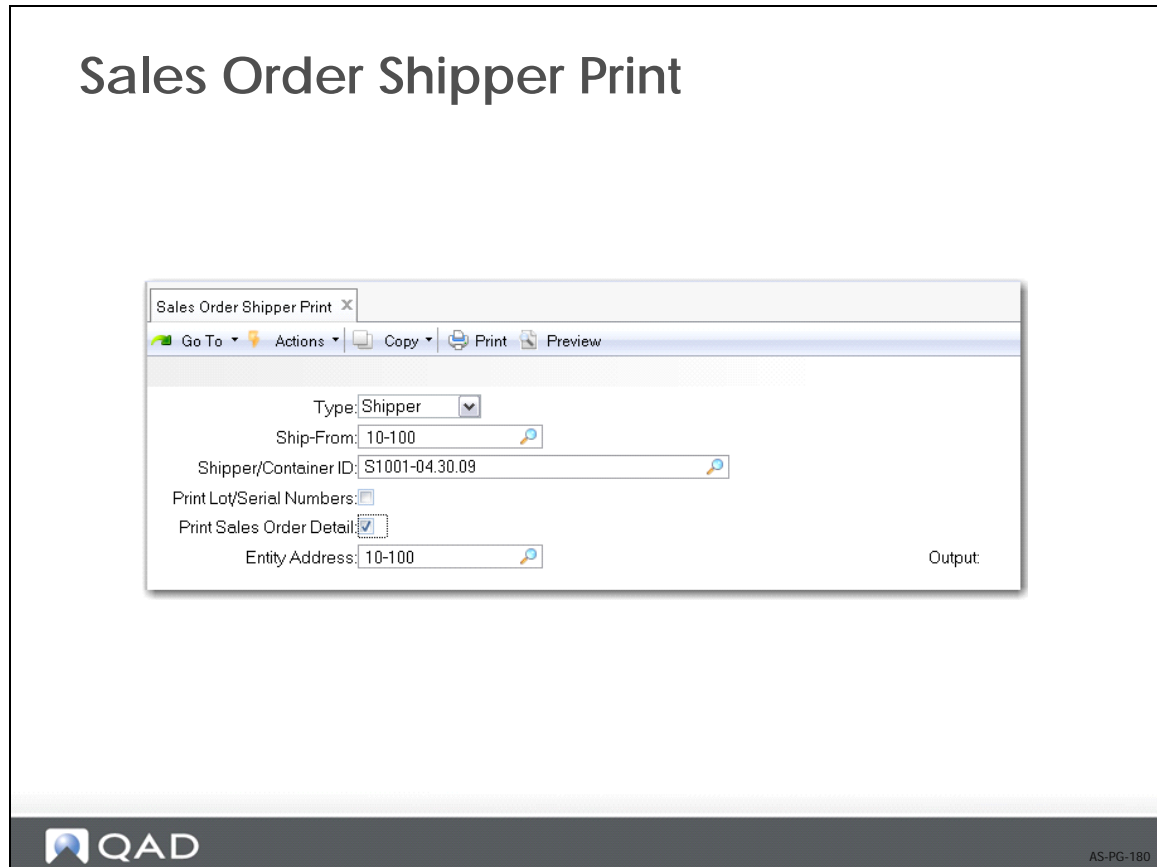 Sales Order Shipper Print
Sales Order Shipper Print
Go To Actions Copy Print Preview
Type: Shipper
Ship-From: 10-100
Shipper/Container ID: S1001-04.30.09
Print Lot/Serial Numbers:
Print Sales Order Detail:
Entity Address: 10-100 Output:
QAD
AS-PG-180